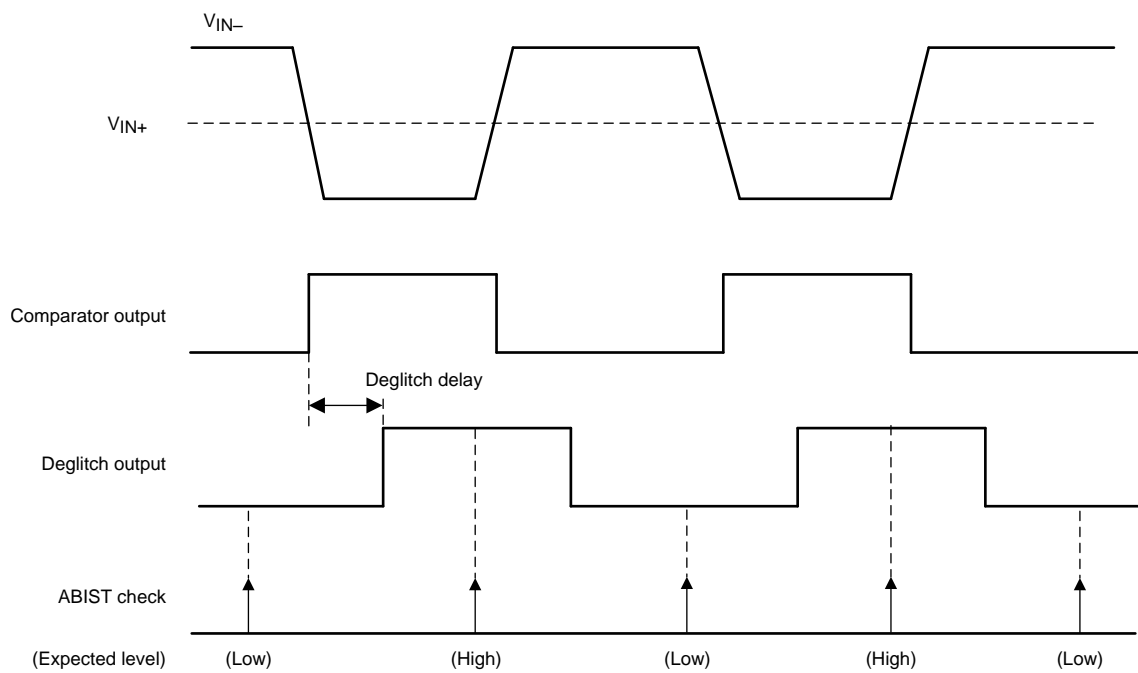 VIN–
VIN+
Comparator output
Deglitch delay
Deglitch output
ABIST check
(Expected level) (Low) (High) (Low) (High) (Low)